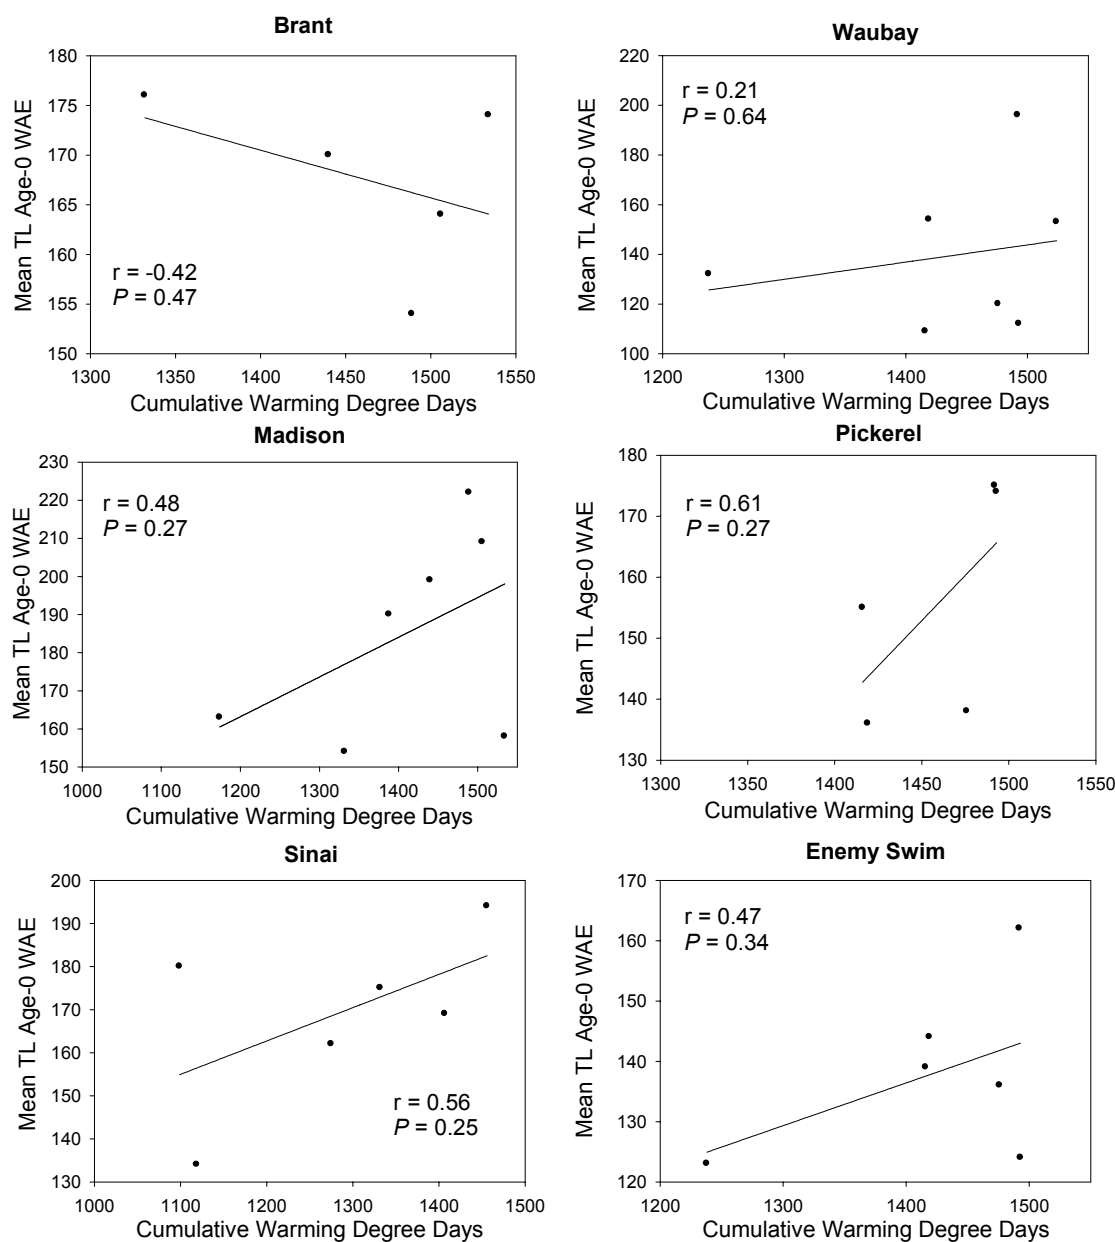 Brant
180
175
170
165
160
155
150
Mean TL Age-0 WAE
r = -0.42
P = 0.47
1300 1350 1400 1450 1500 1550
Cumulative Warming Degree Days
Waubay
220
200
180
160
140
120
100
Mean TL Age-0 WAE
r = 0.21
P = 0.64
1200 1300 1400 1500
Cumulative Warming Degree Days
Madison
230
220
210
200
190
180
170
160
150
Mean TL Age-0 WAE
r = 0.48
P = 0.27
1000 1100 1200 1300 1400 1500
Cumulative Warming Degree Days
Pickerel
180
170
160
150
140
130
Mean TL Age-0 WAE
r = 0.61
P = 0.27
1300 1400 1500 1550
Cumulative Warming Degree Days
Sinai
200
190
180
170
160
150
140
130
Mean TL Age-0 WAE
r = 0.56
P = 0.25
1000 1100 1200 1300 1400 1500
Cumulative Warming Degree Days
Enemy Swim
170
160
150
140
130
120
Mean TL Age-0 WAE
r = 0.47
P = 0.34
1200 1300 1400 1500
Cumulative Warming Degree Days